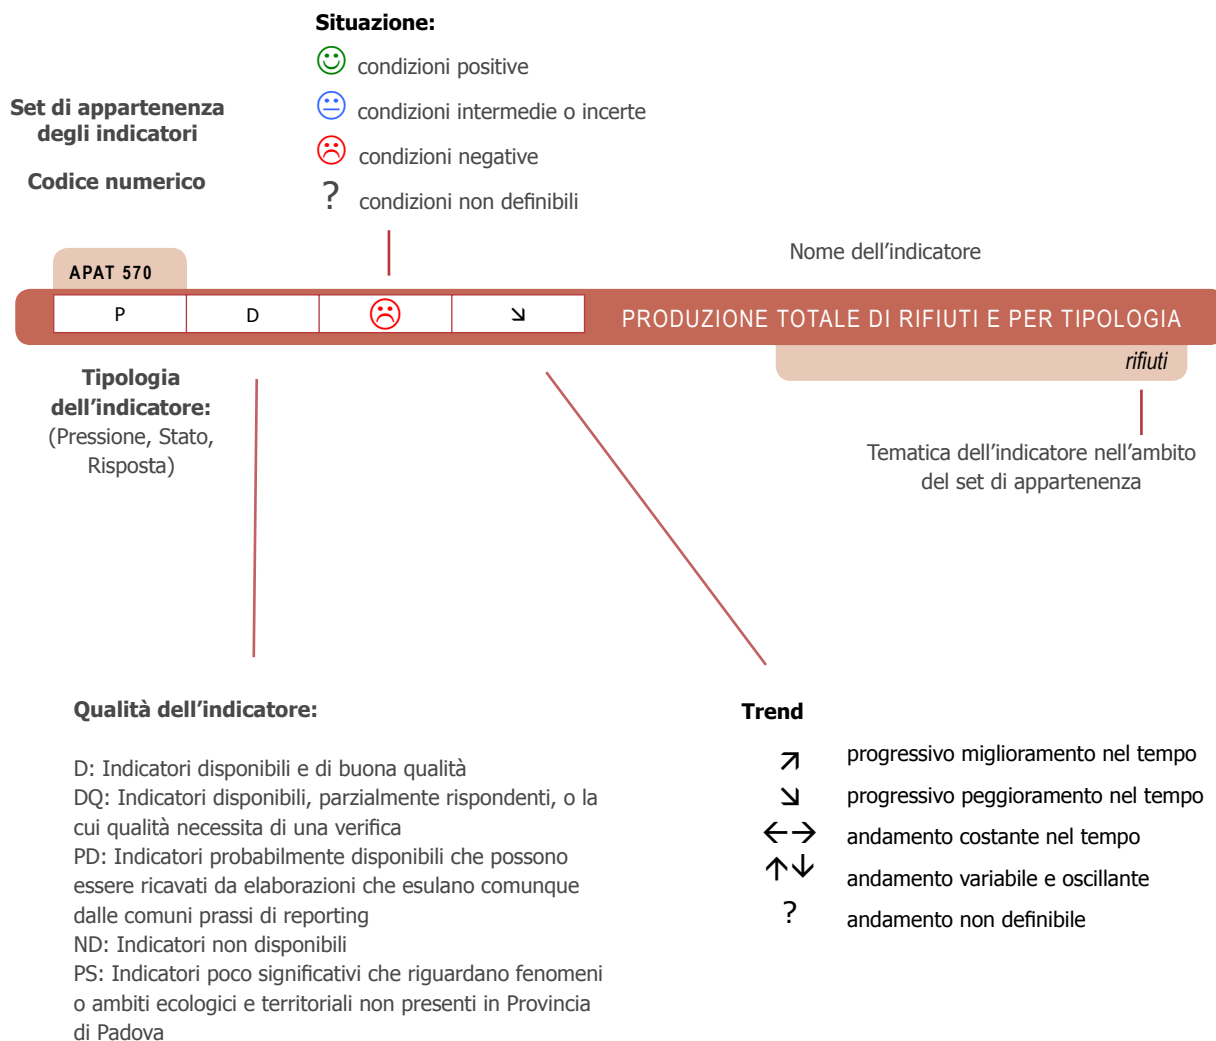 Situazione:
condizioni positive
condizioni intermedie o incerte
condizioni negative
? condizioni non definibili
Set di appartenenza
degli indicatori
Codice numerico
Nome dell'indicatore
APAT 570
P D ↘ PRODUZIONE TOTALE DI RIFIUTI E PER TIPOLOGIA
rifiuti
Tipologia
dell'indicatore:
(Pressione, Stato,
Risposta)
Tematica dell'indicatore nell'ambito
del set di appartenenza
Qualità dell'indicatore:
D: Indicatori disponibili e di buona qualità
DQ: Indicatori disponibili, parzialmente rispondenti, o la
cui qualità necessita di una verifica
PD: Indicatori probabilmente disponibili che possono
essere ricavati da elaborazioni che esulano comunque
dalle comuni prassi di reporting
ND: Indicatori non disponibili
PS: Indicatori poco significativi che riguardano fenomeni
o ambiti ecologici e territoriali non presenti in Provincia
di Padova
Trend
↗ progressivo miglioramento nel tempo
↘ progressivo peggioramento nel tempo
←→ andamento costante nel tempo
↑↓ andamento variabile e oscillante
? andamento non definibile